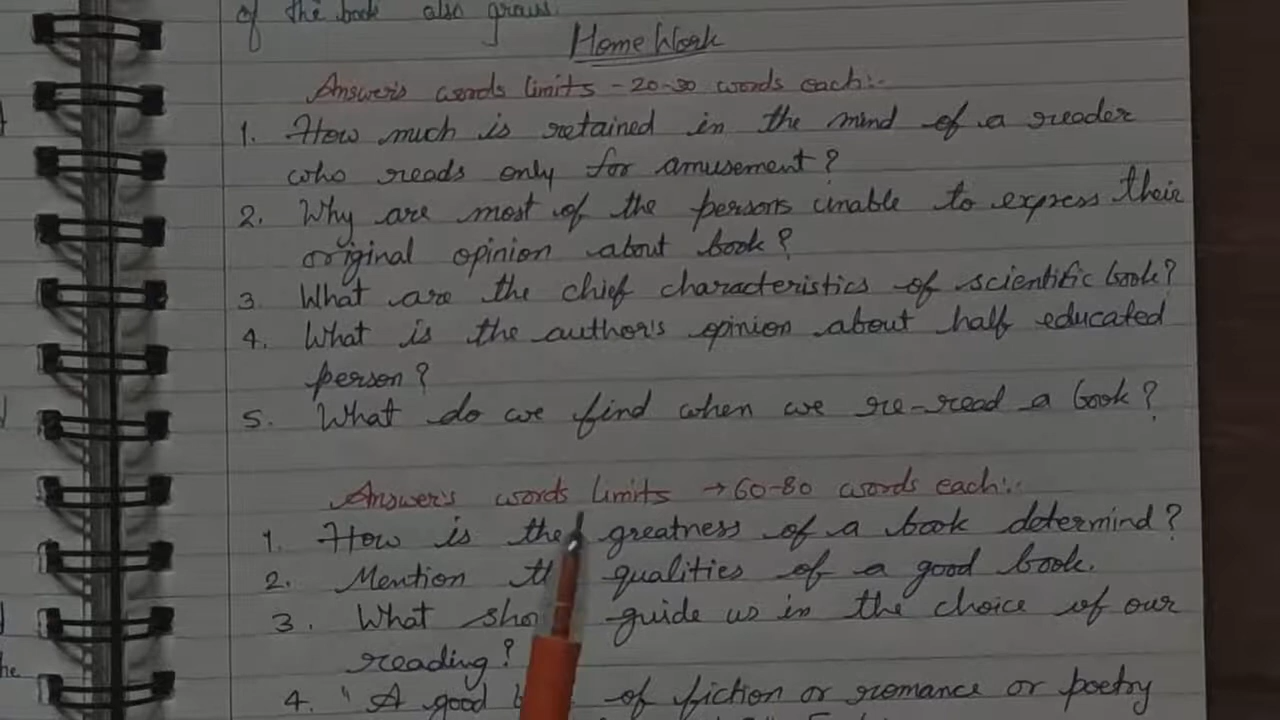 of the book also grows.
Home Work
Answer's words limits - 20-30 words each:-
1. How much is retained in the mind of a reader
who reads only for amusement?
2. Why are most of the persons unable to express their
original opinion about book?
3. What are the chief characteristics of scientific book?
4. What is the author's opinion about half educated
person?
5. What do we find when we re-read a book?
Answer's words limits → 60-80 words each:-
1. How is the greatness of a book determind?
2. Mention qualities of a good book.
3. What guide us in the choice of our
reading?
4. "A good of fiction or romance or poetry
he